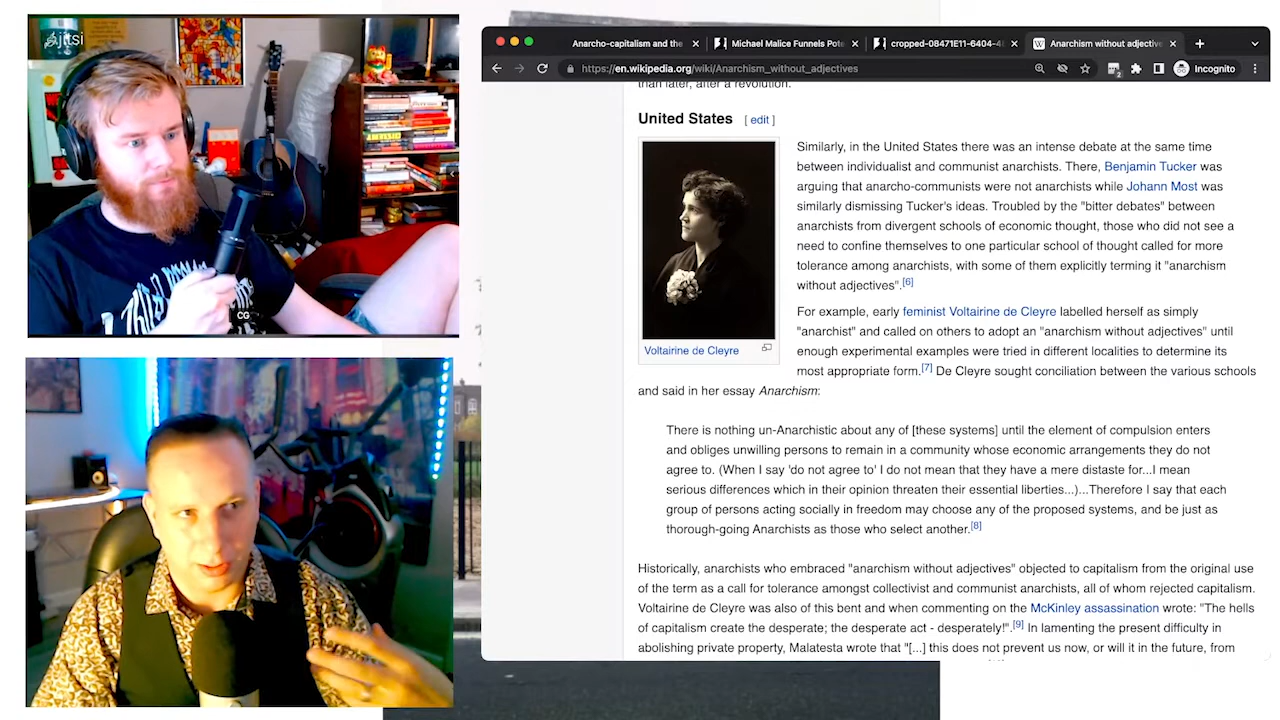 jitsi
CG
Anarcho-capitalism and the
Michael Malice Funnels Pote
cropped-08471E11-6404-4
Anarchism without adjective
https://en.wikipedia.org/wiki/Anarchism_without_adjectives
Incognito
than later, after a revolution.
United States [ edit ]
Similarly, in the United States there was an intense debate at the same time
between individualist and communist anarchists. There, Benjamin Tucker was
arguing that anarcho-communists were not anarchists while Johann Most was
similarly dismissing Tucker's ideas. Troubled by the "bitter debates" between
anarchists from divergent schools of economic thought, those who did not see a
need to confine themselves to one particular school of thought called for more
tolerance among anarchists, with some of them explicitly terming it "anarchism
without adjectives".[6]
For example, early feminist Voltairine de Cleyre labelled herself as simply
"anarchist" and called on others to adopt an "anarchism without adjectives" until
enough experimental examples were tried in different localities to determine its
most appropriate form.[7] De Cleyre sought conciliation between the various schools
and said in her essay Anarchism:
Voltairine de Cleyre
There is nothing un-Anarchistic about any of [these systems] until the element of compulsion enters
and obliges unwilling persons to remain in a community whose economic arrangements they do not
agree to. (When I say 'do not agree to' I do not mean that they have a mere distaste for...I mean
serious differences which in their opinion threaten their essential liberties...)...Therefore I say that each
group of persons acting socially in freedom may choose any of the proposed systems, and be just as
thorough-going Anarchists as those who select another.[8]
Historically, anarchists who embraced "anarchism without adjectives" objected to capitalism from the original use
of the term as a call for tolerance amongst collectivist and communist anarchists, all of whom rejected capitalism.
Voltairine de Cleyre was also of this bent and when commenting on the McKinley assassination wrote: "The hells
of capitalism create the desperate; the desperate act - desperately!".[9] In lamenting the present difficulty in
abolishing private property, Malatesta wrote that "[...] this does not prevent us now, or will it in the future, from